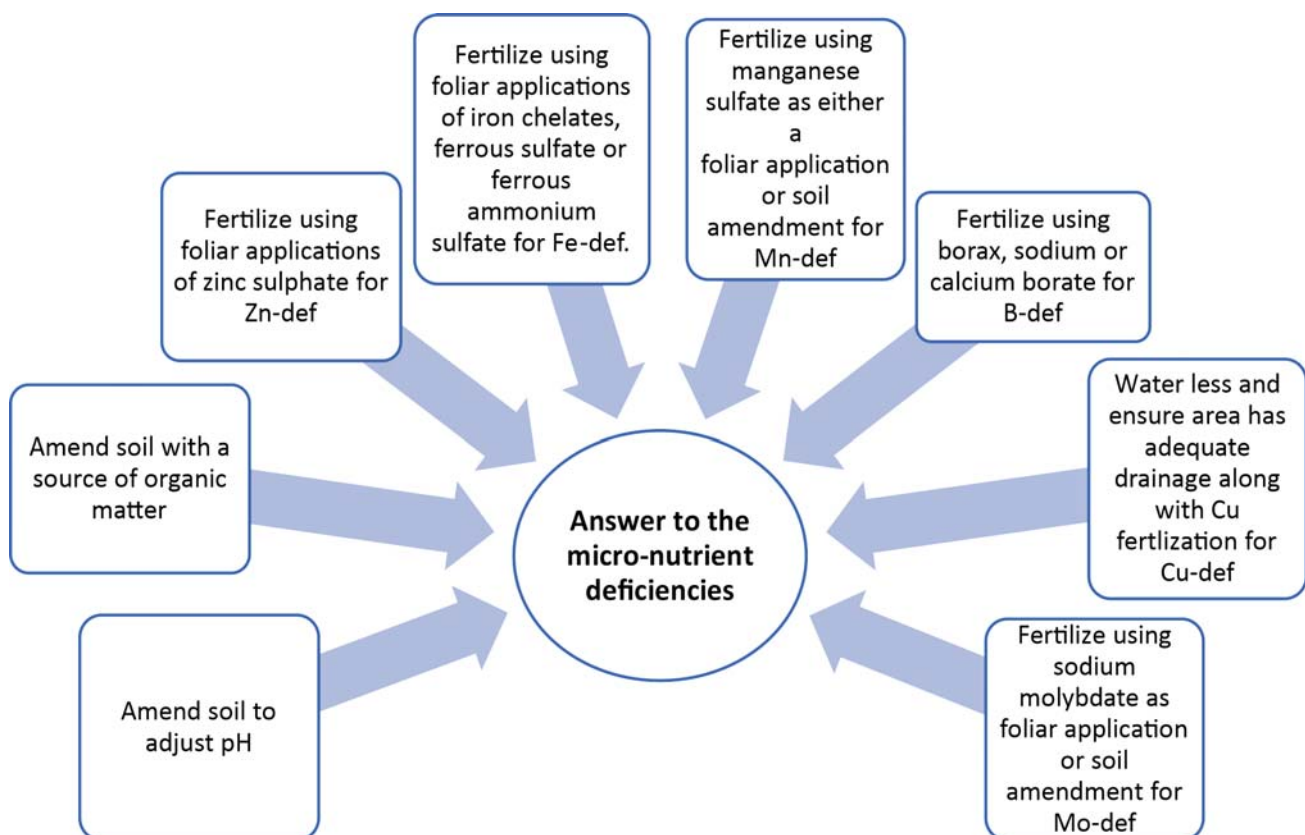 Fertilize using
foliar applications
of iron chelates,
ferrous sulfate or
ferrous
ammonium
sulfate for Fe-def.
Fertilize using
manganese
sulfate as either
a
foliar application
or soil
amendment for
Mn-def
Fertilize using
foliar applications
of zinc sulphate for
Zn-def
Fertilize using
borax, sodium or
calcium borate for
B-def
Amend soil with a
source of organic
matter
Water less and
ensure area has
adequate
drainage along
with Cu
fertlization for
Cu-def
Answer to the
micro-nutrient
deficiencies
Amend soil to
adjust pH
Fertilize using
sodium
molybdate as
foliar application
or soil
amendment for
Mo-def